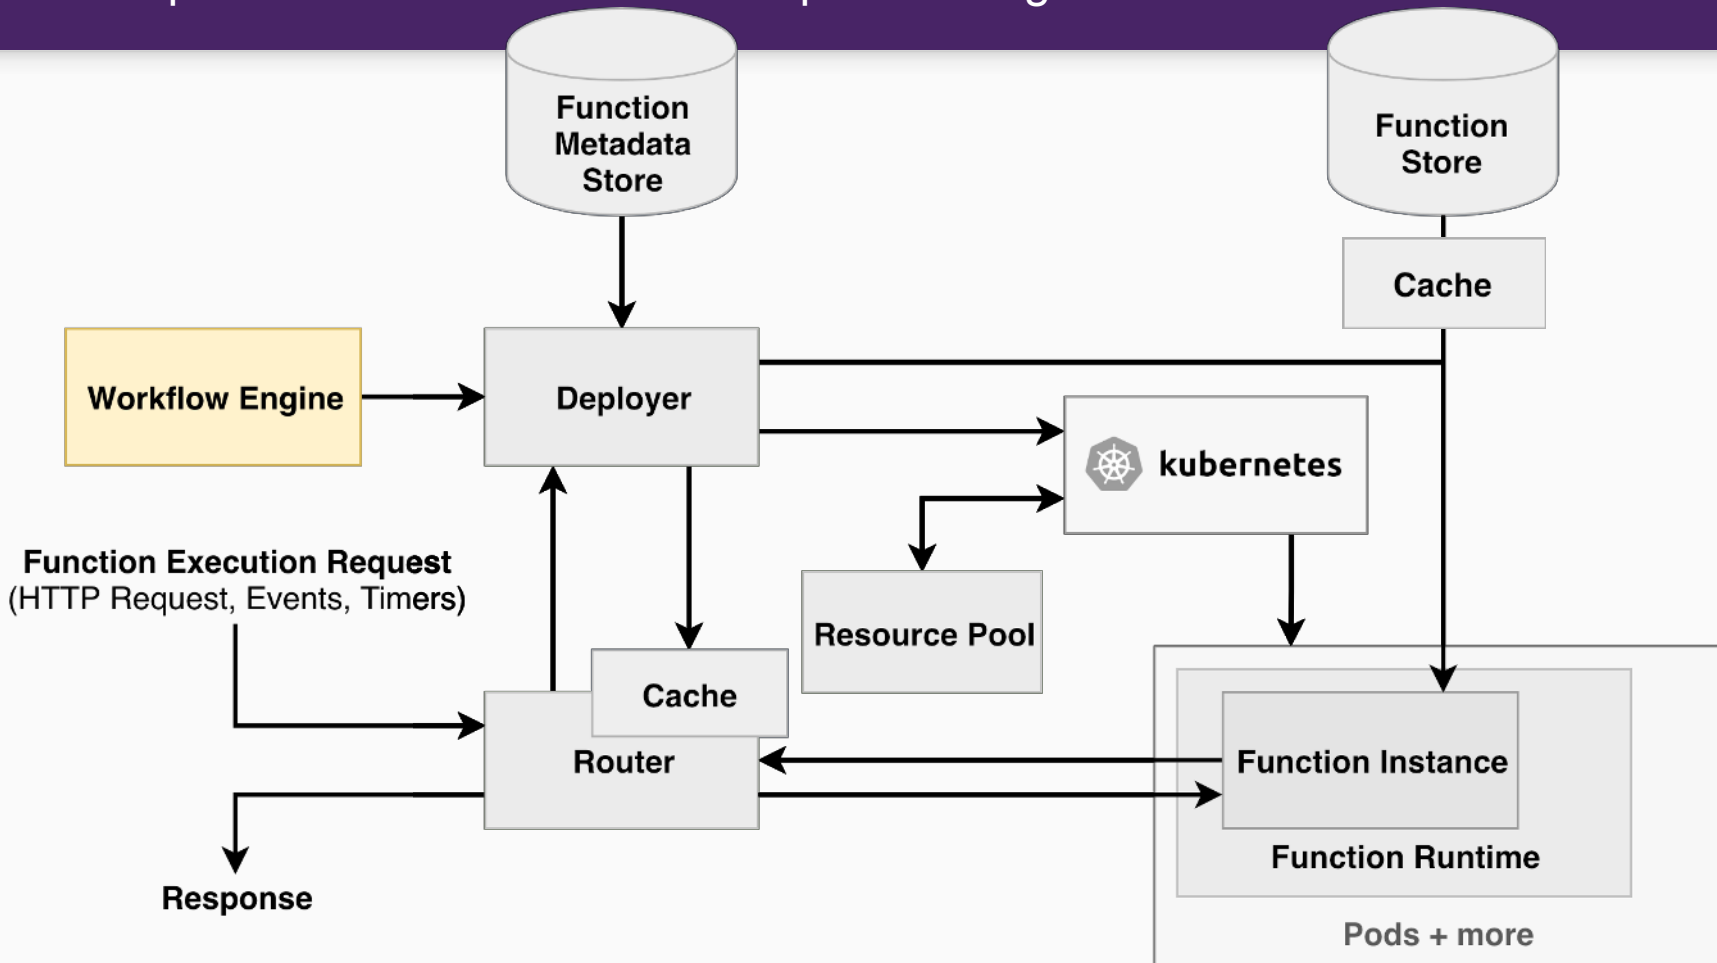 Function
Metadata
Store
Function
Store
Cache
Workflow Engine
Deployer
kubernetes
Function Execution Request
(HTTP Request, Events, Timers)
Resource Pool
Cache
Router
Function Instance
Function Runtime
Response
Pods + more